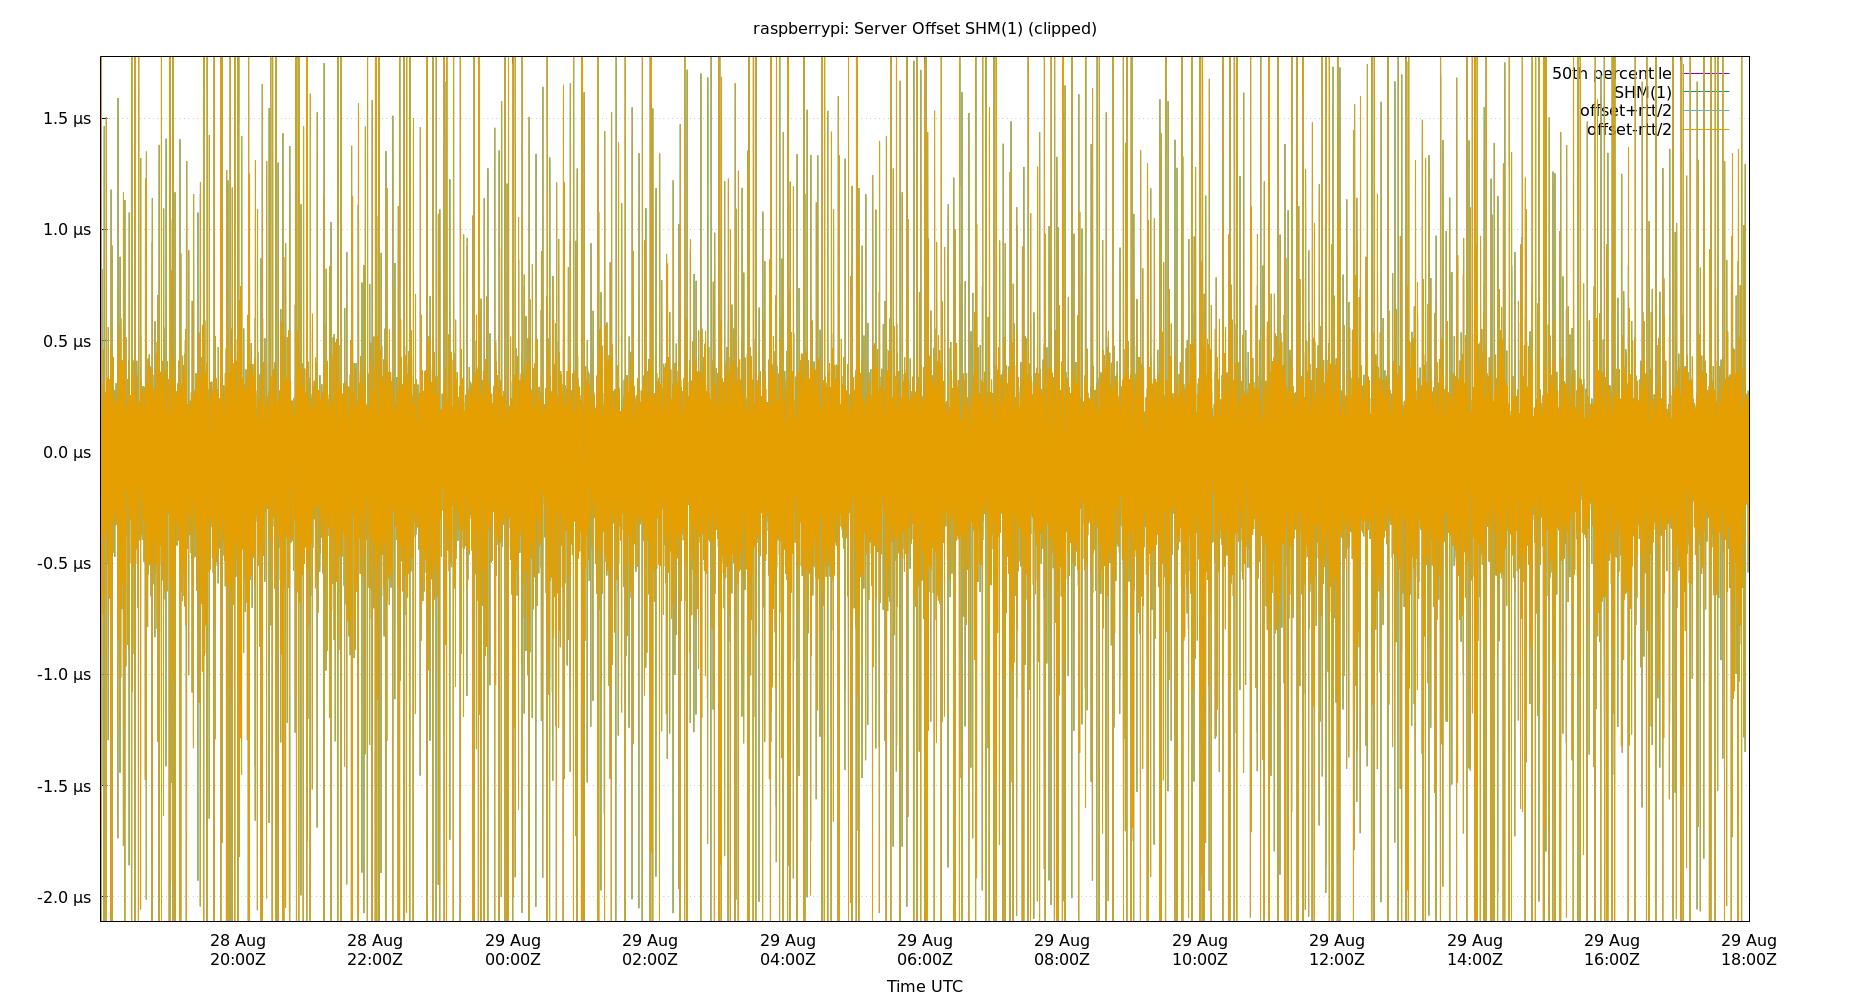 raspberrypi: Server Offset SHM(1) (clipped)
50th percentile
SHM(1)
offset+rtt/2
offset-rtt/2
1.5 µs
1.0 µs
0.5 µs
0.0 µs
-0.5 µs
-1.0 µs
-1.5 µs
-2.0 µs
28 Aug 28 Aug 29 Aug 29 Aug 29 Aug 29 Aug 29 Aug 29 Aug 29 Aug 29 Aug 29 Aug 29 Aug
20:00Z 22:00Z 00:00Z 02:00Z 04:00Z 06:00Z 08:00Z 10:00Z 12:00Z 14:00Z 16:00Z 18:00Z
Time UTC